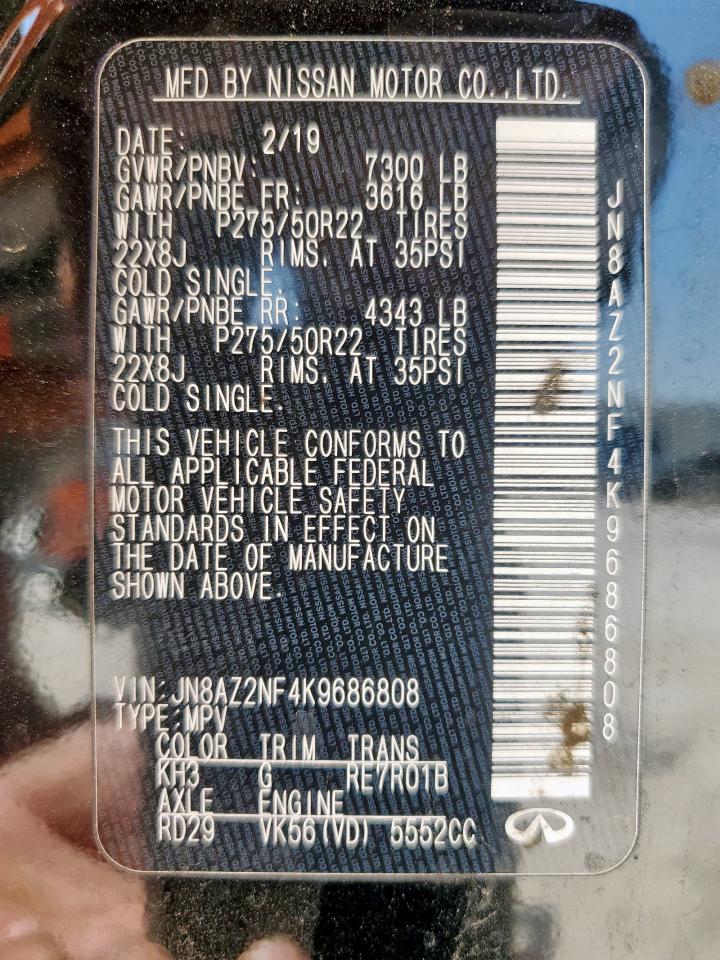 MFD BY NISSAN MOTOR CO.,LTD.
DATE: 2/19
GVWR/PNBV: 7300 LB
GAWR/PNBE FR: 3616 LB
WITH P275/50R22 TIRES
22X8J RIMS. AT 35PSI
COLD SINGLE.
GAWR/PNBE RR: 4343 LB
WITH P275/50R22 TIRES
22X8J RIMS. AT 35PSI
COLD SINGLE.
THIS VEHICLE CONFORMS TO
ALL APPLICABLE FEDERAL
MOTOR VEHICLE SAFETY
STANDARDS IN EFFECT ON
THE DATE OF MANUFACTURE
SHOWN ABOVE.
VIN:JN8AZ2NF4K9686808
TYPE:MPV
COLOR TRIM TRANS
KH3 G RE7R01B
AXLE ENGINE
RD29 VK56(VD) 5552CC
JN8AZ2NF4K9686808